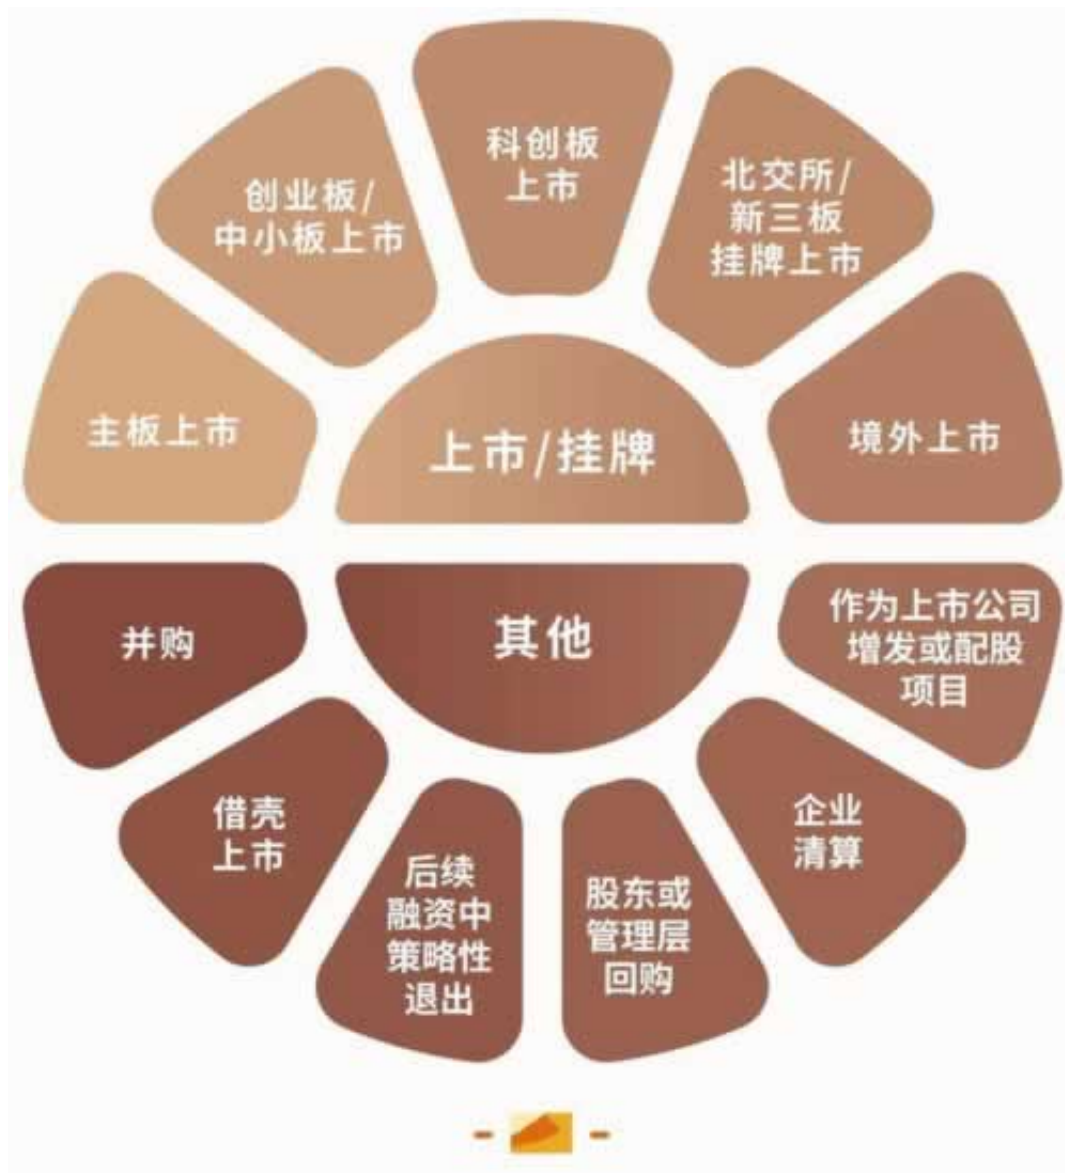 科创板
上市
创业板/
中小板上市
北交所/
新三板
挂牌上市
主板上市
上市/挂牌
境外上市
并购
其他
作为上市公司
增发或配股
项目
借壳
上市
后续
融资中
策略性
退出
股东或
管理层
回购
企业
清算